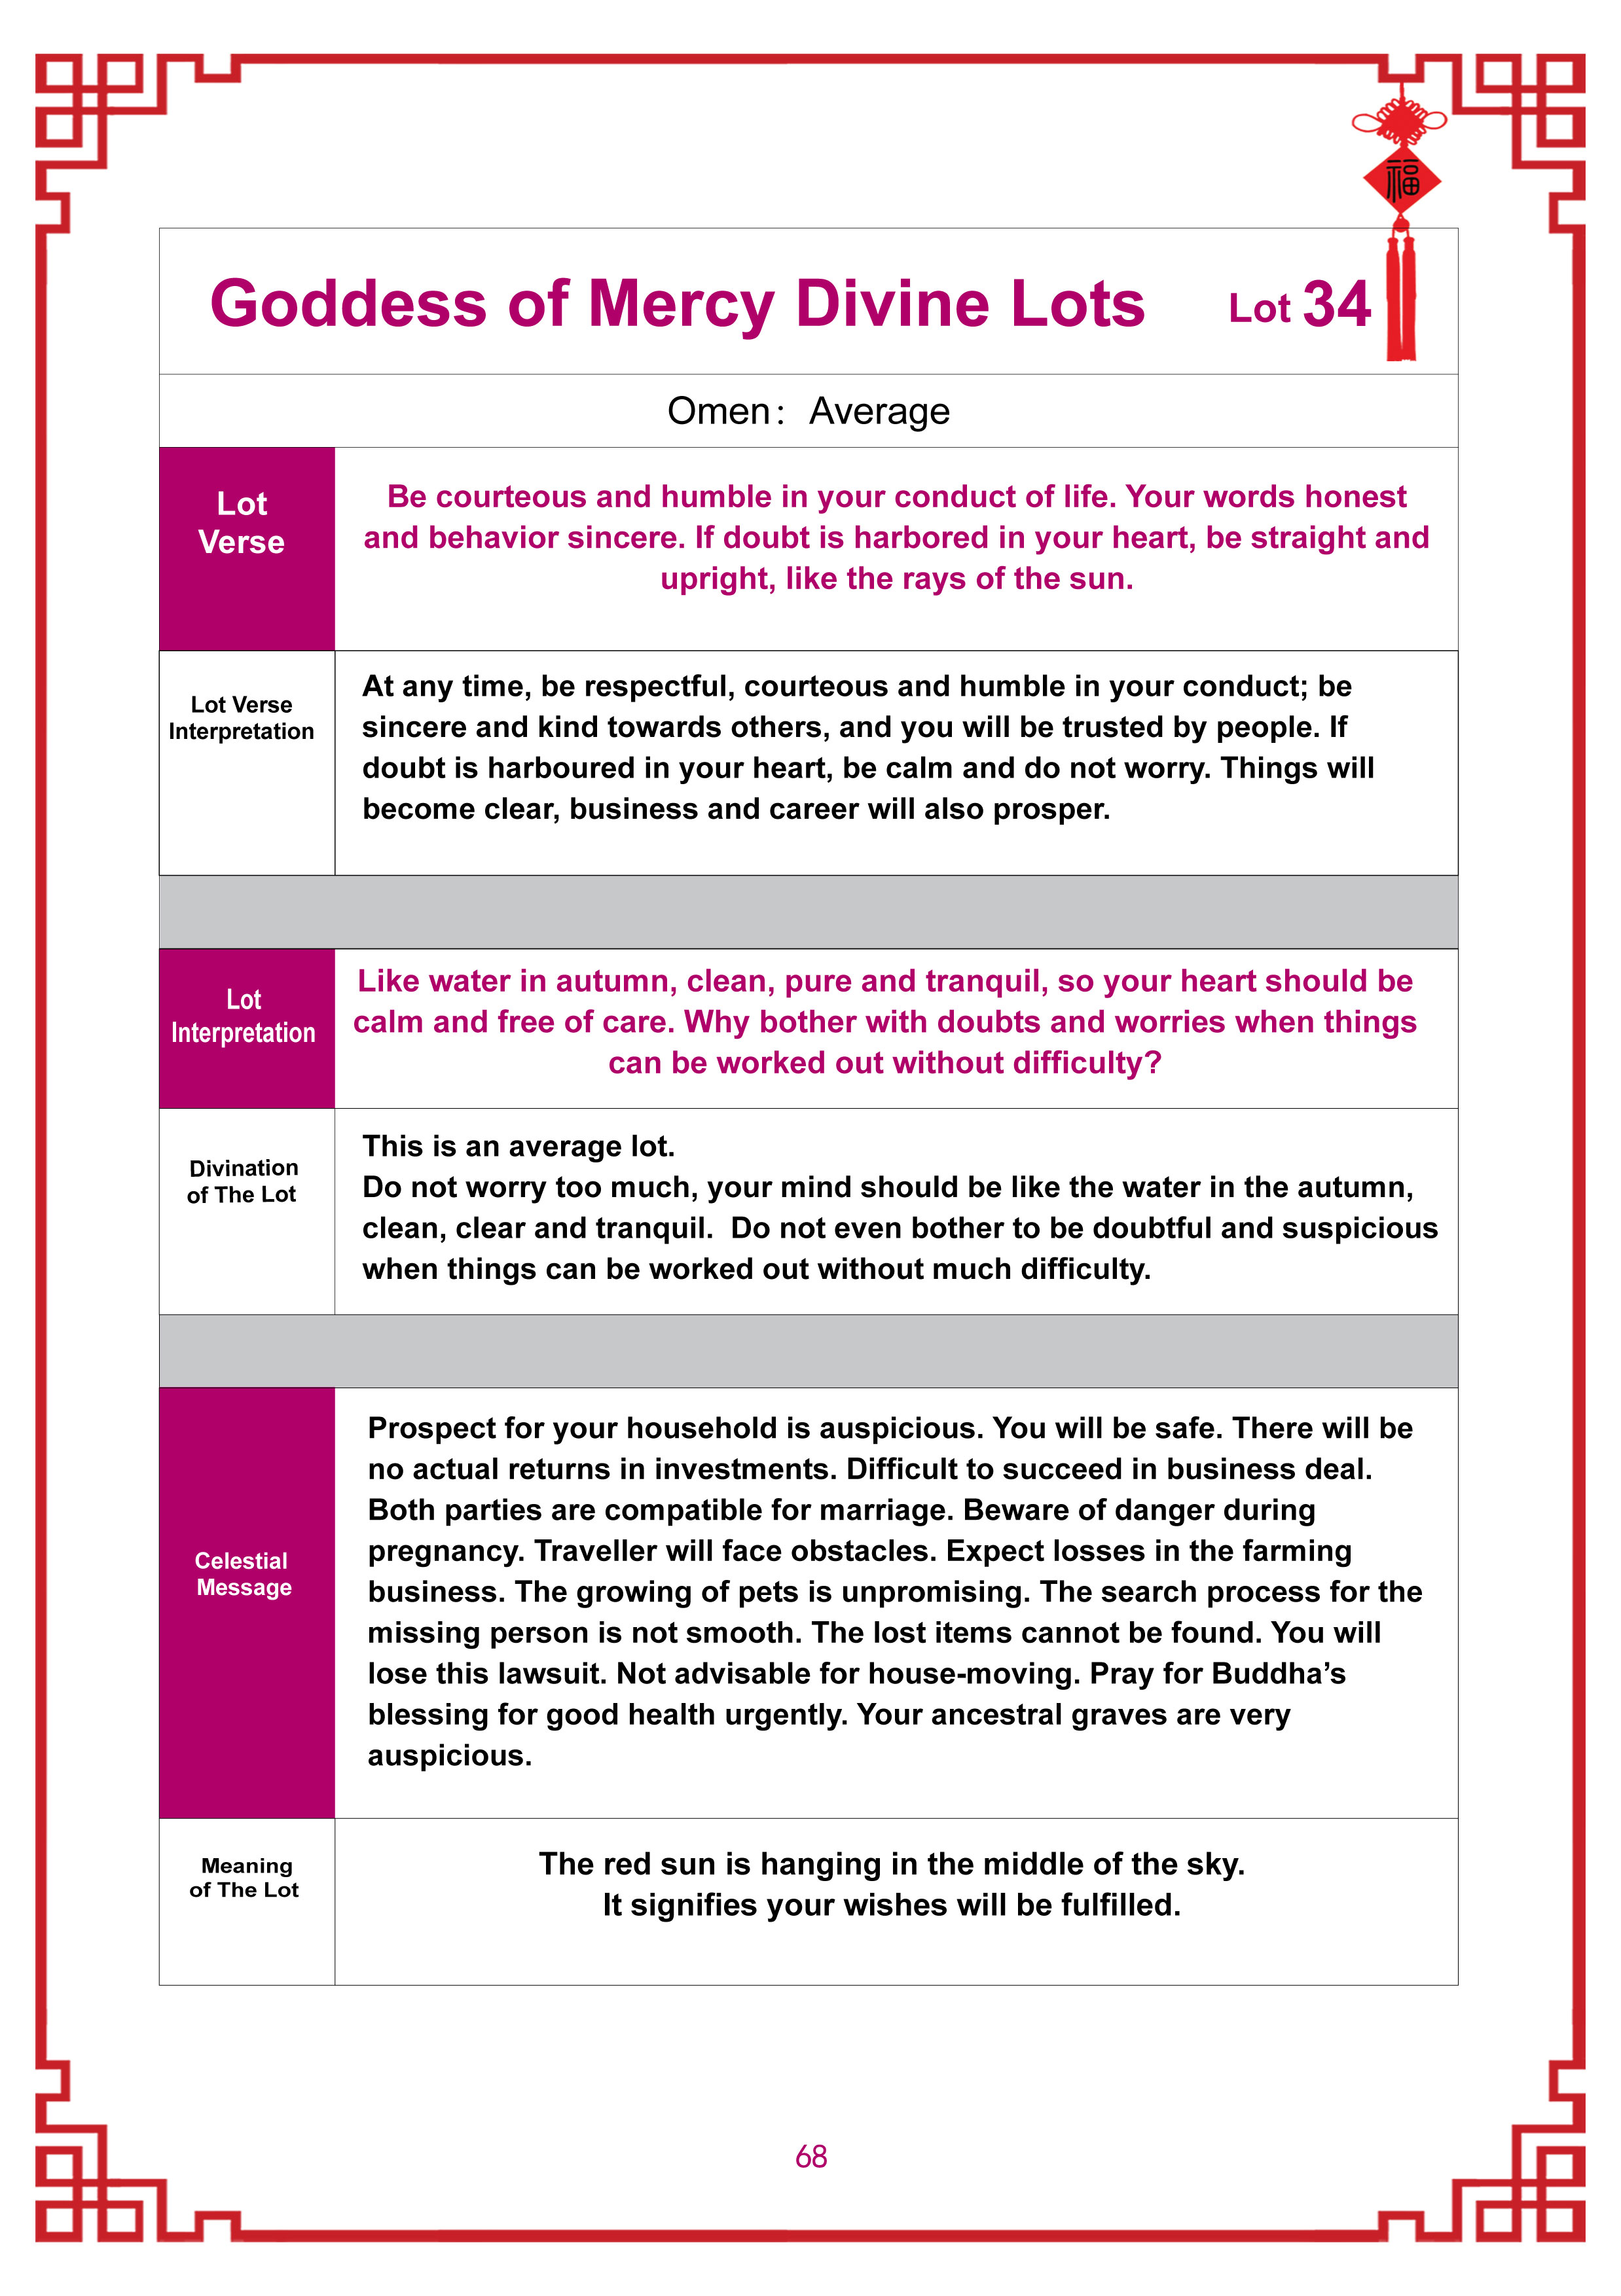 福
Goddess of Mercy Divine Lots Lot 34
Omen： Average
Lot
Verse
Be courteous and humble in your conduct of life. Your words honest
and behavior sincere. If doubt is harbored in your heart, be straight and
upright, like the rays of the sun.
Lot Verse
Interpretation
At any time, be respectful, courteous and humble in your conduct; be
sincere and kind towards others, and you will be trusted by people. If
doubt is harboured in your heart, be calm and do not worry. Things will
become clear, business and career will also prosper.
Lot
Interpretation
Like water in autumn, clean, pure and tranquil, so your heart should be
calm and free of care. Why bother with doubts and worries when things
can be worked out without difficulty?
Divination
of The Lot
This is an average lot.
Do not worry too much, your mind should be like the water in the autumn,
clean, clear and tranquil.  Do not even bother to be doubtful and suspicious
when things can be worked out without much difficulty.
Celestial
Message
Prospect for your household is auspicious. You will be safe. There will be
no actual returns in investments. Difficult to succeed in business deal.
Both parties are compatible for marriage. Beware of danger during
pregnancy. Traveller will face obstacles. Expect losses in the farming
business. The growing of pets is unpromising. The search process for the
missing person is not smooth. The lost items cannot be found. You will
lose this lawsuit. Not advisable for house-moving. Pray for Buddha’s
blessing for good health urgently. Your ancestral graves are very
auspicious.
Meaning
of The Lot
The red sun is hanging in the middle of the sky.
It signifies your wishes will be fulfilled.
68